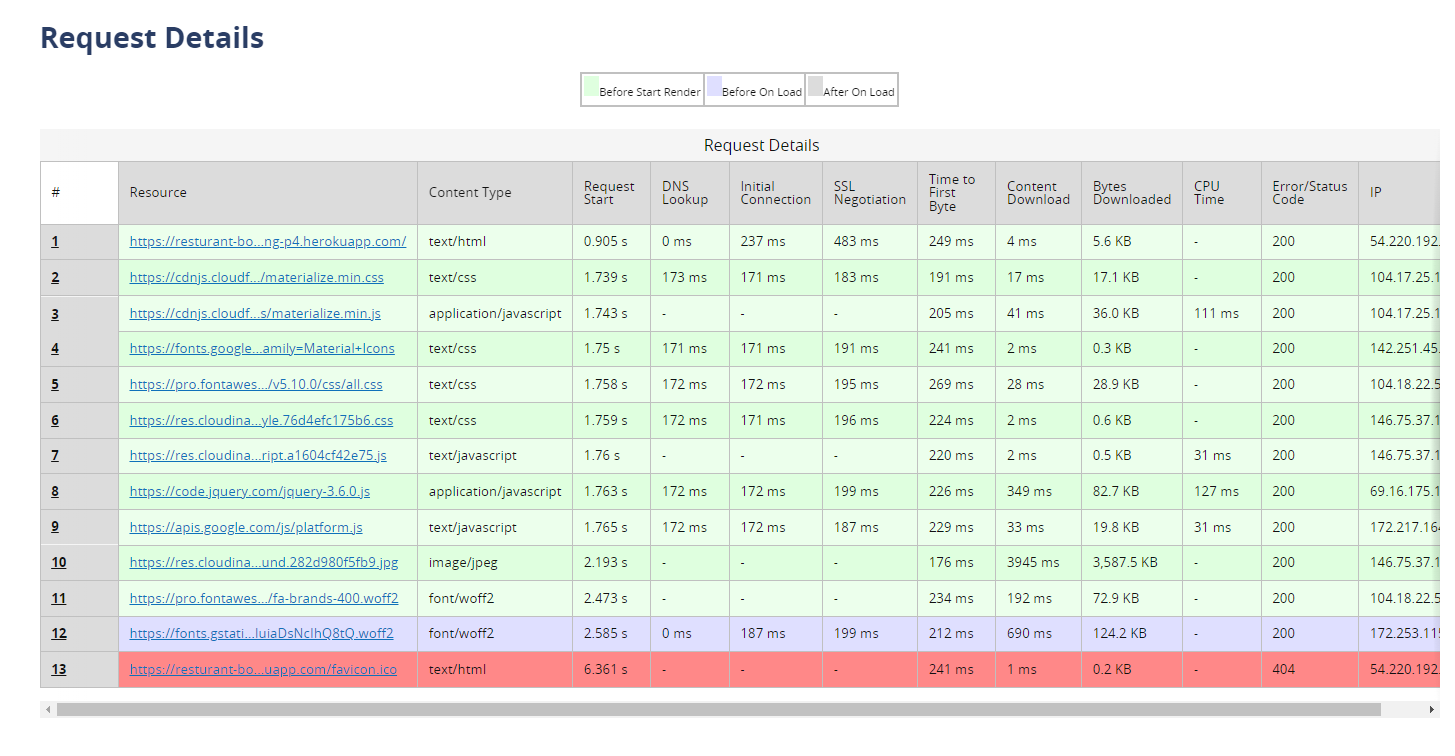 Request Details
Before Start Render Before On Load After On Load
Request Details
# Resource Content Type Request Start DNS Lookup Initial Connection SSL Negotiation Time to First Byte Content Download Bytes Downloaded CPU Time Error/Status Code IP
1 https://resturant-bo...ng-p4.herokuapp.com/ text/html 0.905 s 0 ms 237 ms 483 ms 249 ms 4 ms 5.6 KB - 200 54.220.192.
2 https://cdnjs.cloudf.../materialize.min.css text/css 1.739 s 173 ms 171 ms 183 ms 191 ms 17 ms 17.1 KB - 200 104.17.25.1
3 https://cdnjs.cloudf...s/materialize.min.js application/javascript 1.743 s - - - 205 ms 41 ms 36.0 KB 111 ms 200 104.17.25.1
4 https://fonts.google...amily=Material+Icons text/css 1.75 s 171 ms 171 ms 191 ms 241 ms 2 ms 0.3 KB - 200 142.251.45.
5 https://pro.fontawes.../v5.10.0/css/all.css text/css 1.758 s 172 ms 172 ms 195 ms 269 ms 28 ms 28.9 KB - 200 104.18.22.5
6 https://res.cloudina...yle.76d4efc175b6.css text/css 1.759 s 172 ms 171 ms 196 ms 224 ms 2 ms 0.6 KB - 200 146.75.37.1
7 https://res.cloudina...ript.a1604cf42e75.js text/javascript 1.76 s - - - 220 ms 2 ms 0.5 KB 31 ms 200 146.75.37.1
8 https://code.jquery.com/jquery-3.6.0.js application/javascript 1.763 s 172 ms 172 ms 199 ms 226 ms 349 ms 82.7 KB 127 ms 200 69.16.175.1
9 https://apis.google.com/js/platform.js text/javascript 1.765 s 172 ms 172 ms 187 ms 229 ms 33 ms 19.8 KB 31 ms 200 172.217.164
10 https://res.cloudina...und.282d980f5fb9.jpg image/jpeg 2.193 s - - - 176 ms 3945 ms 3,587.5 KB - 200 146.75.37.1
11 https://pro.fontawes.../fa-brands-400.woff2 font/woff2 2.473 s - - - 234 ms 192 ms 72.9 KB - 200 104.18.22.5
12 https://fonts.gstati...luiaDsNcIhQ8tQ.woff2 font/woff2 2.585 s 0 ms 187 ms 199 ms 212 ms 690 ms 124.2 KB - 200 172.253.115
13 https://resturant-bo...uapp.com/favicon.ico text/html 6.361 s - - - 241 ms 1 ms 0.2 KB - 404 54.220.192.